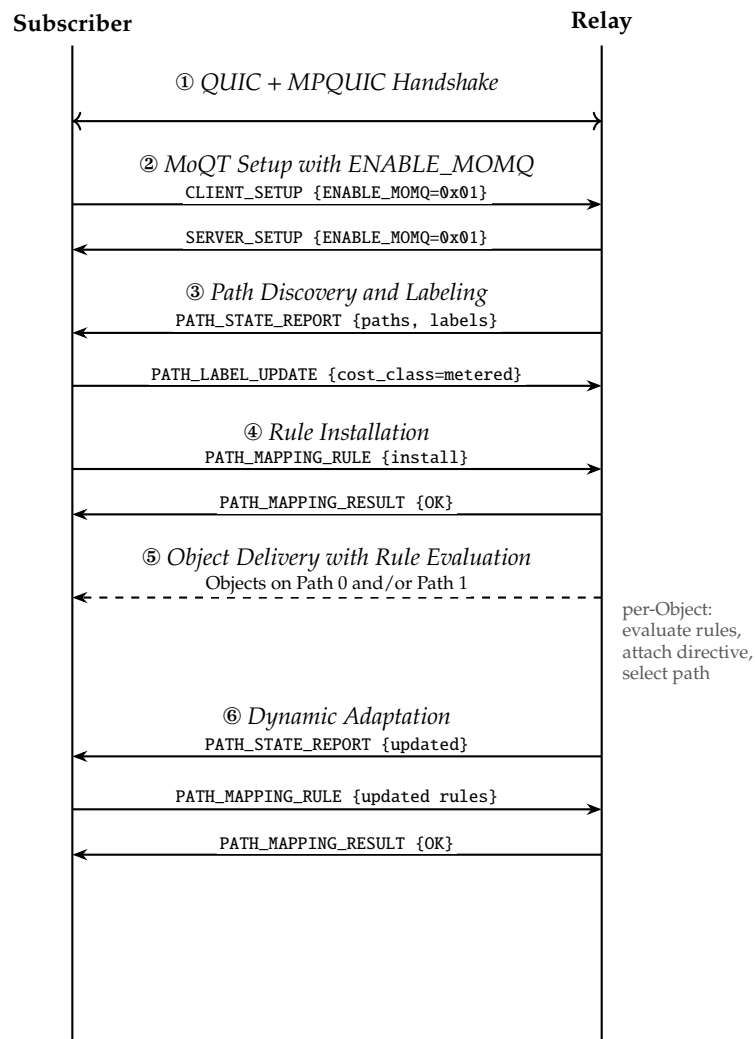 Subscriber Relay
① QUIC + MPQUIC Handshake
② MoQT Setup with ENABLE_MOMQ
CLIENT_SETUP {ENABLE_MOMQ=0x01}
SERVER_SETUP {ENABLE_MOMQ=0x01}
③ Path Discovery and Labeling
PATH_STATE_REPORT {paths, labels}
PATH_LABEL_UPDATE {cost_class=metered}
④ Rule Installation
PATH_MAPPING_RULE {install}
PATH_MAPPING_RESULT {OK}
⑤ Object Delivery with Rule Evaluation
Objects on Path 0 and/or Path 1
per-Object:
evaluate rules,
attach directive,
select path
⑥ Dynamic Adaptation
PATH_STATE_REPORT {updated}
PATH_MAPPING_RULE {updated rules}
PATH_MAPPING_RESULT {OK}